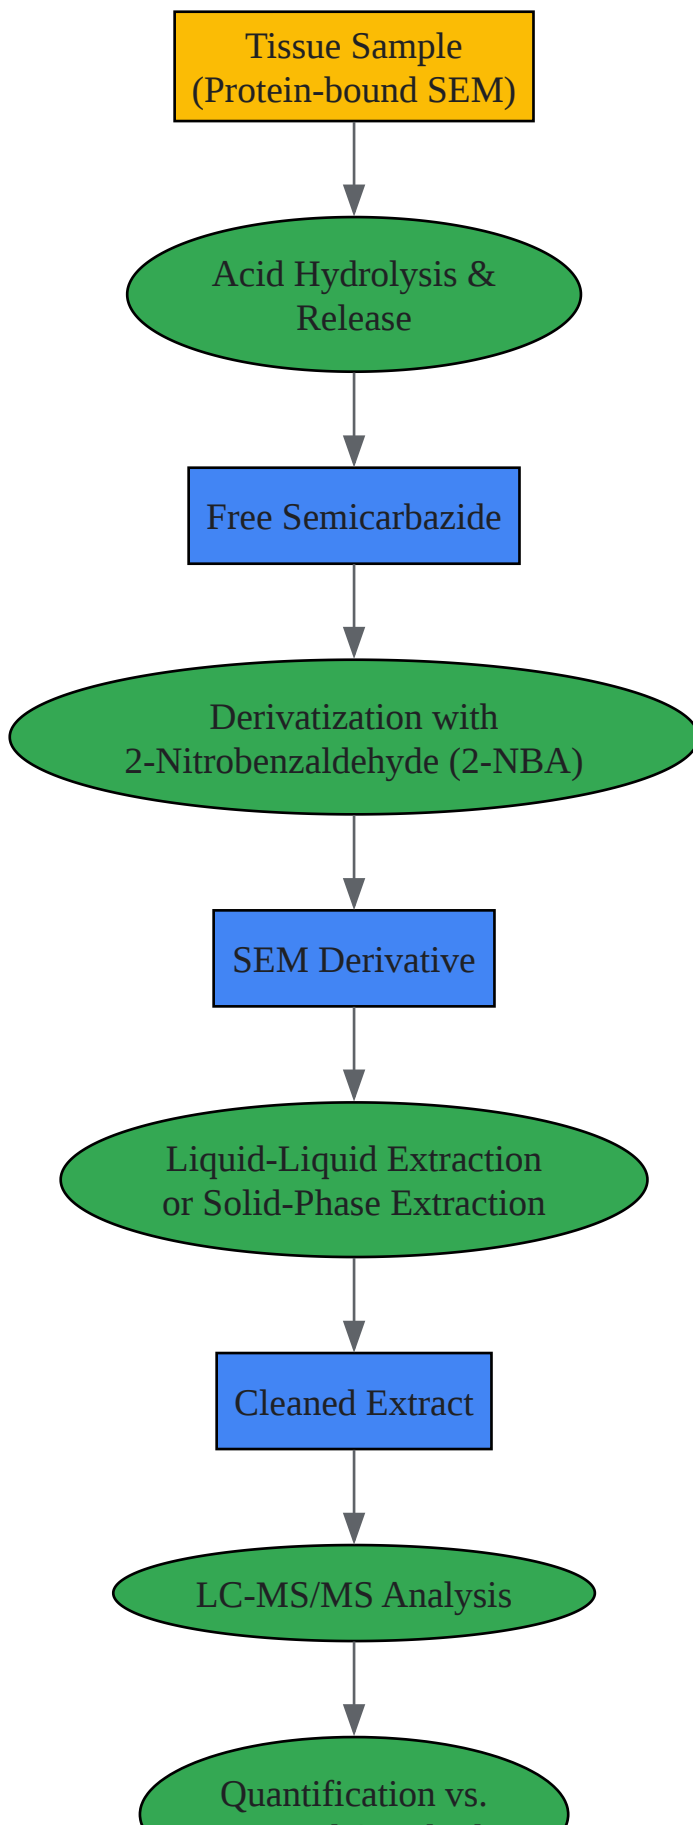 Tissue Sample
(Protein-bound SEM)
Acid Hydrolysis &
Release
Free Semicarbazide
Derivatization with
2-Nitrobenzaldehyde (2-NBA)
SEM Derivative
Liquid-Liquid Extraction
or Solid-Phase Extraction
Cleaned Extract
LC-MS/MS Analysis
Quantification vs.